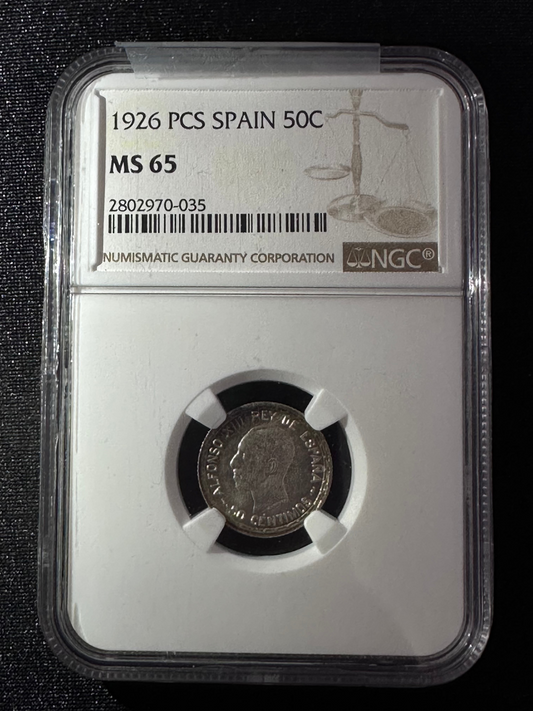 1926 PCS SPAIN 50C
MS 65
2802970-035
NUMISMATIC GUARANTY CORPORATION NGC®
ALFONSO XIII REY DE ESPAÑA
50 CENTIMOS